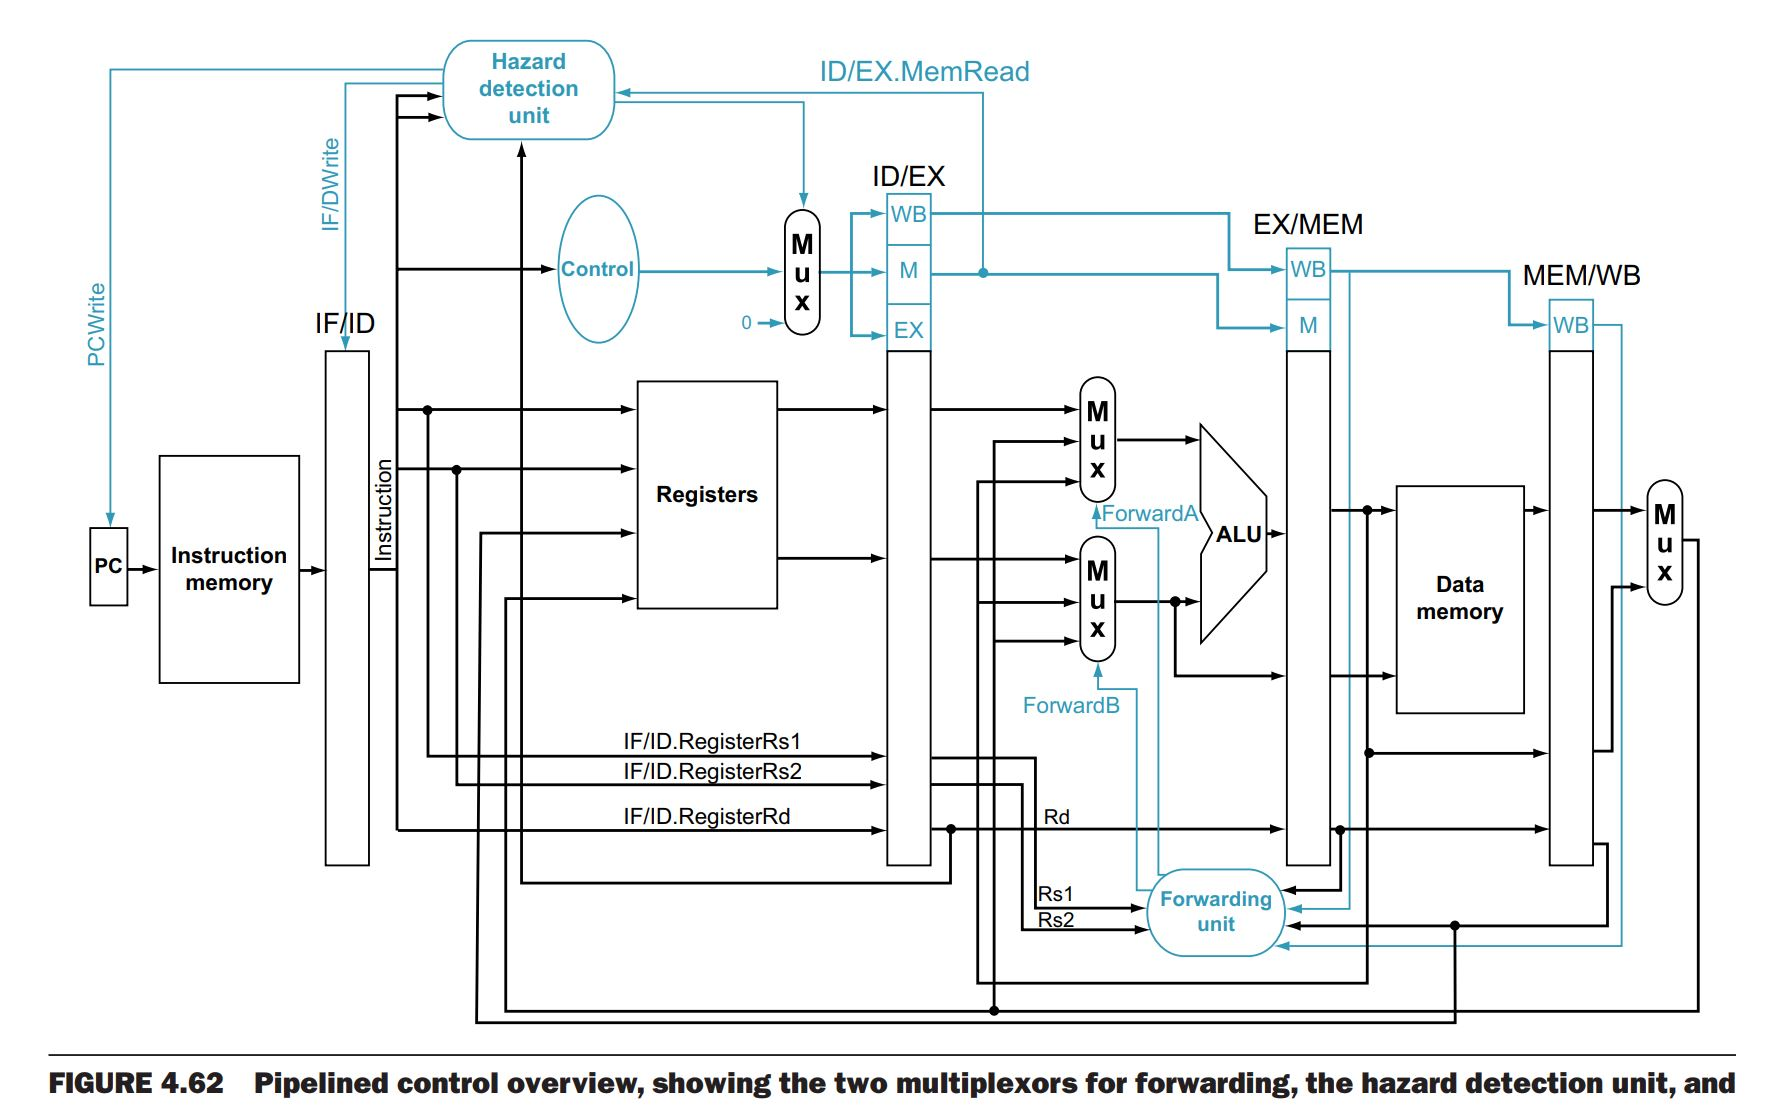 Hazard
detection
unit
ID/EX.MemRead
IF/DWrite
PCWrite
ID/EX
WB
M
EX
EX/MEM
WB
M
MEM/WB
WB
Control
M
u
x
0
IF/ID
Instruction
PC
Instruction
memory
Registers
M
u
x
ForwardA
M
u
x
ForwardB
ALU
Data
memory
M
u
x
IF/ID.RegisterRs1
IF/ID.RegisterRs2
IF/ID.RegisterRd
Rd
Rs1
Rs2
Forwarding
unit
FIGURE 4.62 Pipelined control overview, showing the two multiplexors for forwarding, the hazard detection unit, and